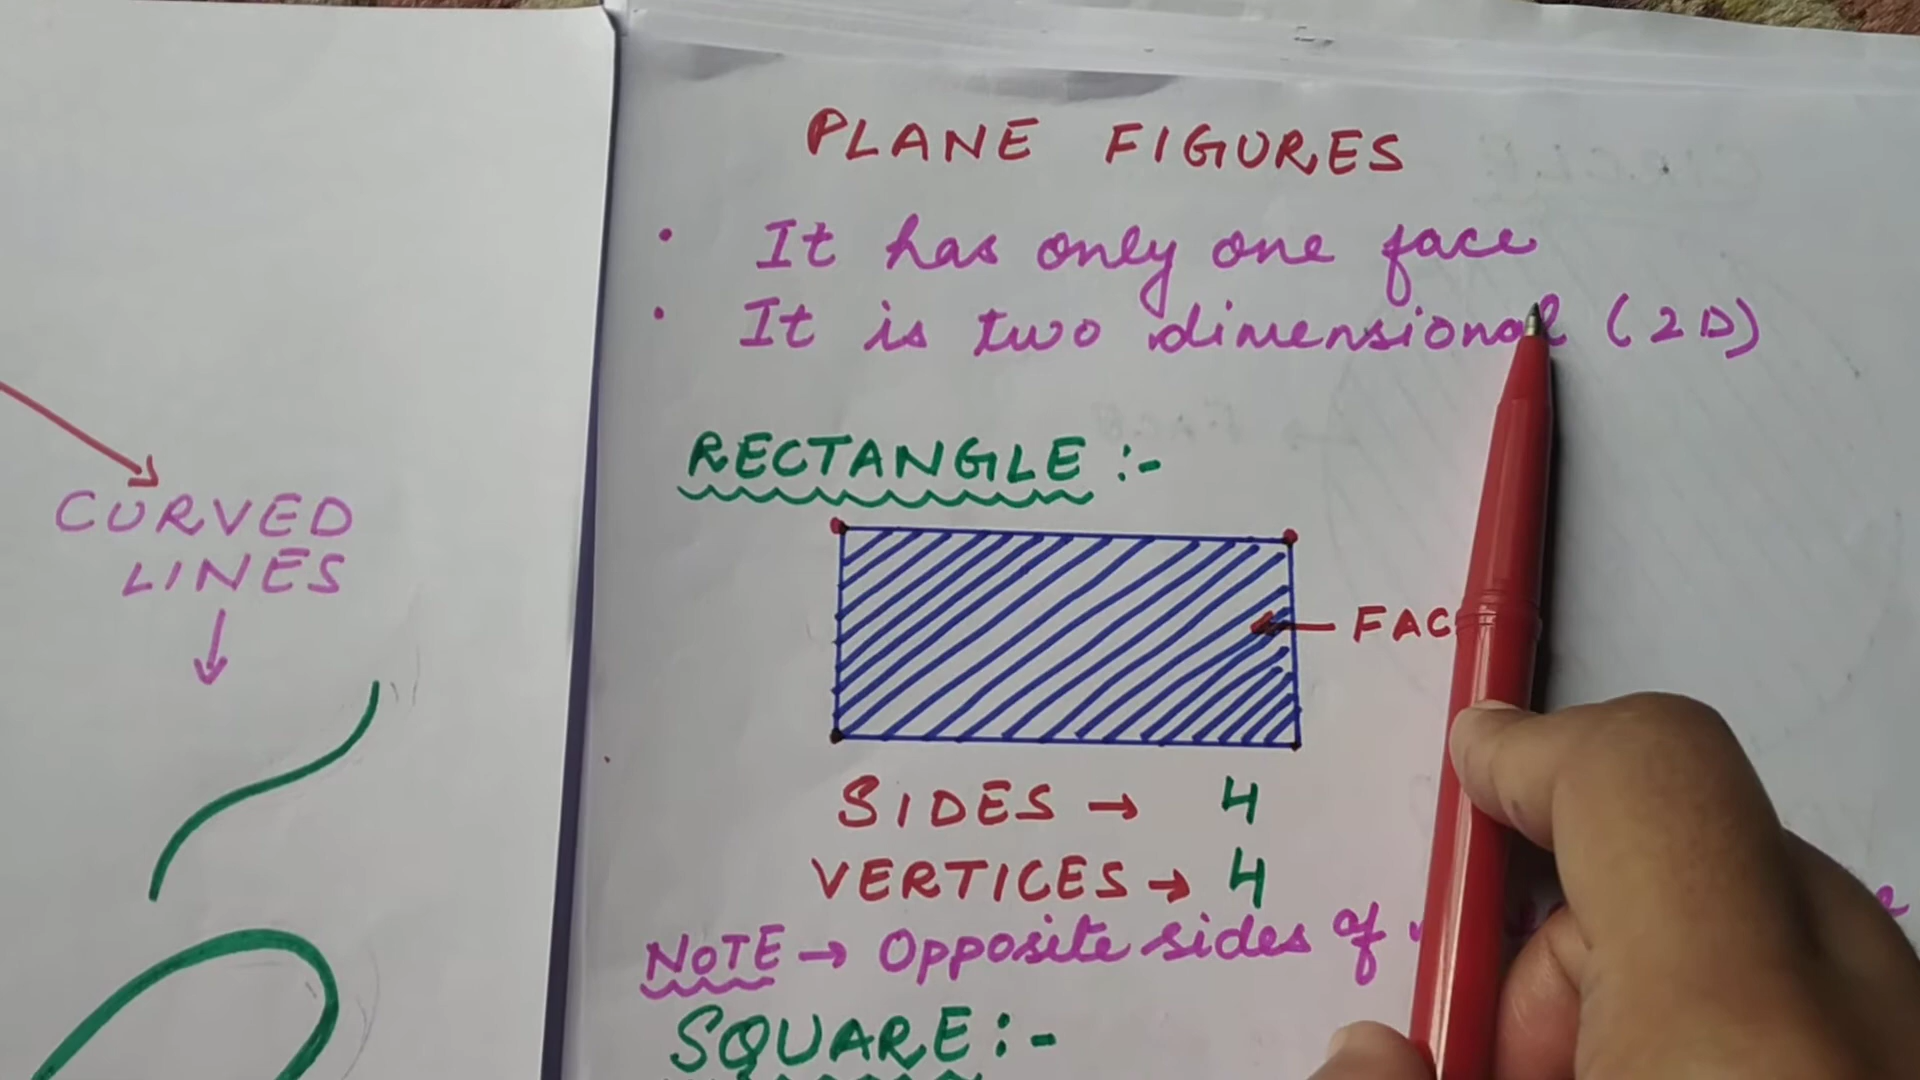 CURVED
LINES
PLANE FIGURES
• It has only one face
• It is two dimensional (2D)
RECTANGLE :-
FAC
SIDES → 4
VERTICES → 4
NOTE → Opposite sides of
SQUARE :-